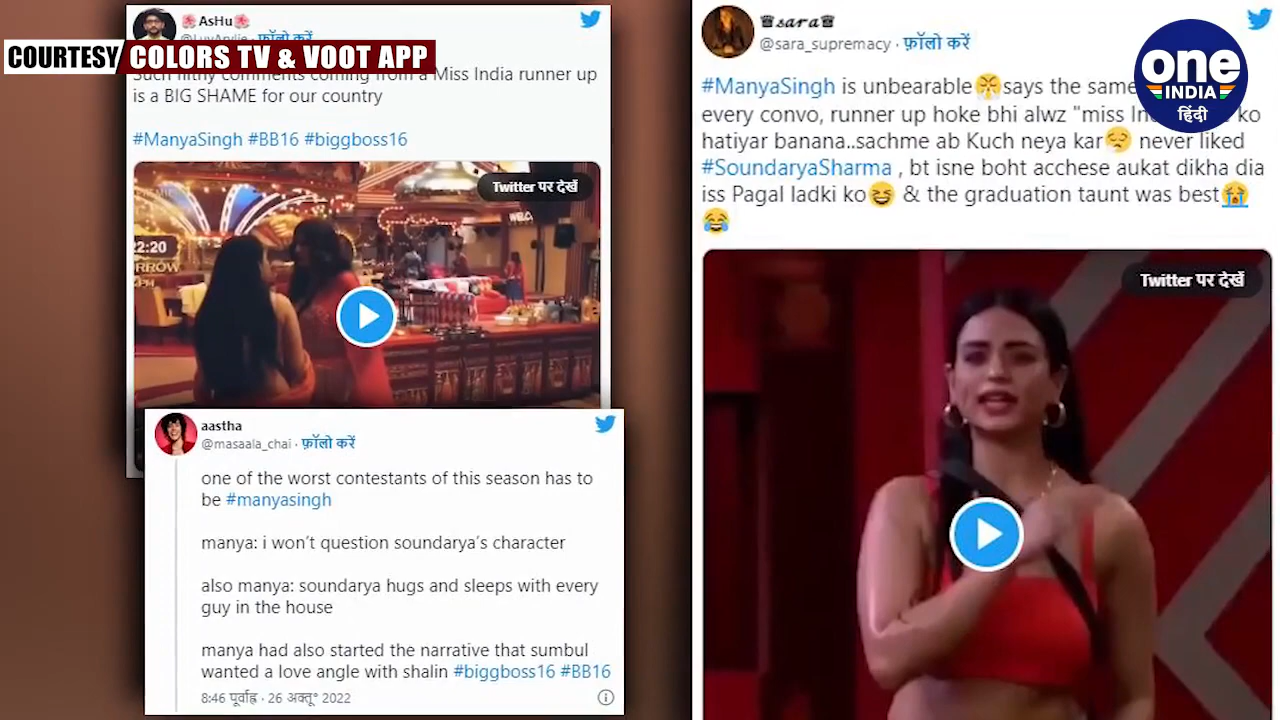 COURTESY COLORS TV & VOOT APP
🌺AsHu🌺
फ़ॉलो करें
Such filthy comments coming from a Miss India runner up
is a BIG SHAME for our country
#ManyaSingh #BB16 #biggboss16
Twitter पर देखें
22:20
WELC
aastha
@masaala_chai · फ़ॉलो करें
one of the worst contestants of this season has to
be #manyasingh
manya: i won't question soundarya's character
also manya: soundarya hugs and sleeps with every
guy in the house
manya had also started the narrative that sumbul
wanted a love angle with shalin #biggboss16 #BB16
8:46 पूर्वाह्न · 26 अक्तू॰ 2022
♕𝓼𝓪𝓻𝓪♕
@sara_supremacy · फ़ॉलो करें
#ManyaSingh is unbearable😤says the same
every convo, runner up hoke bhi alwz "miss ko
hatiyar banana..sachme ab Kuch neya kar😪 never liked
#SoundaryaSharma , bt isne boht acchese aukat dikha dia
iss Pagal ladki ko😆 & the graduation taunt was best😭
😂
Twitter पर देखें
one
INDIA
हिंदी